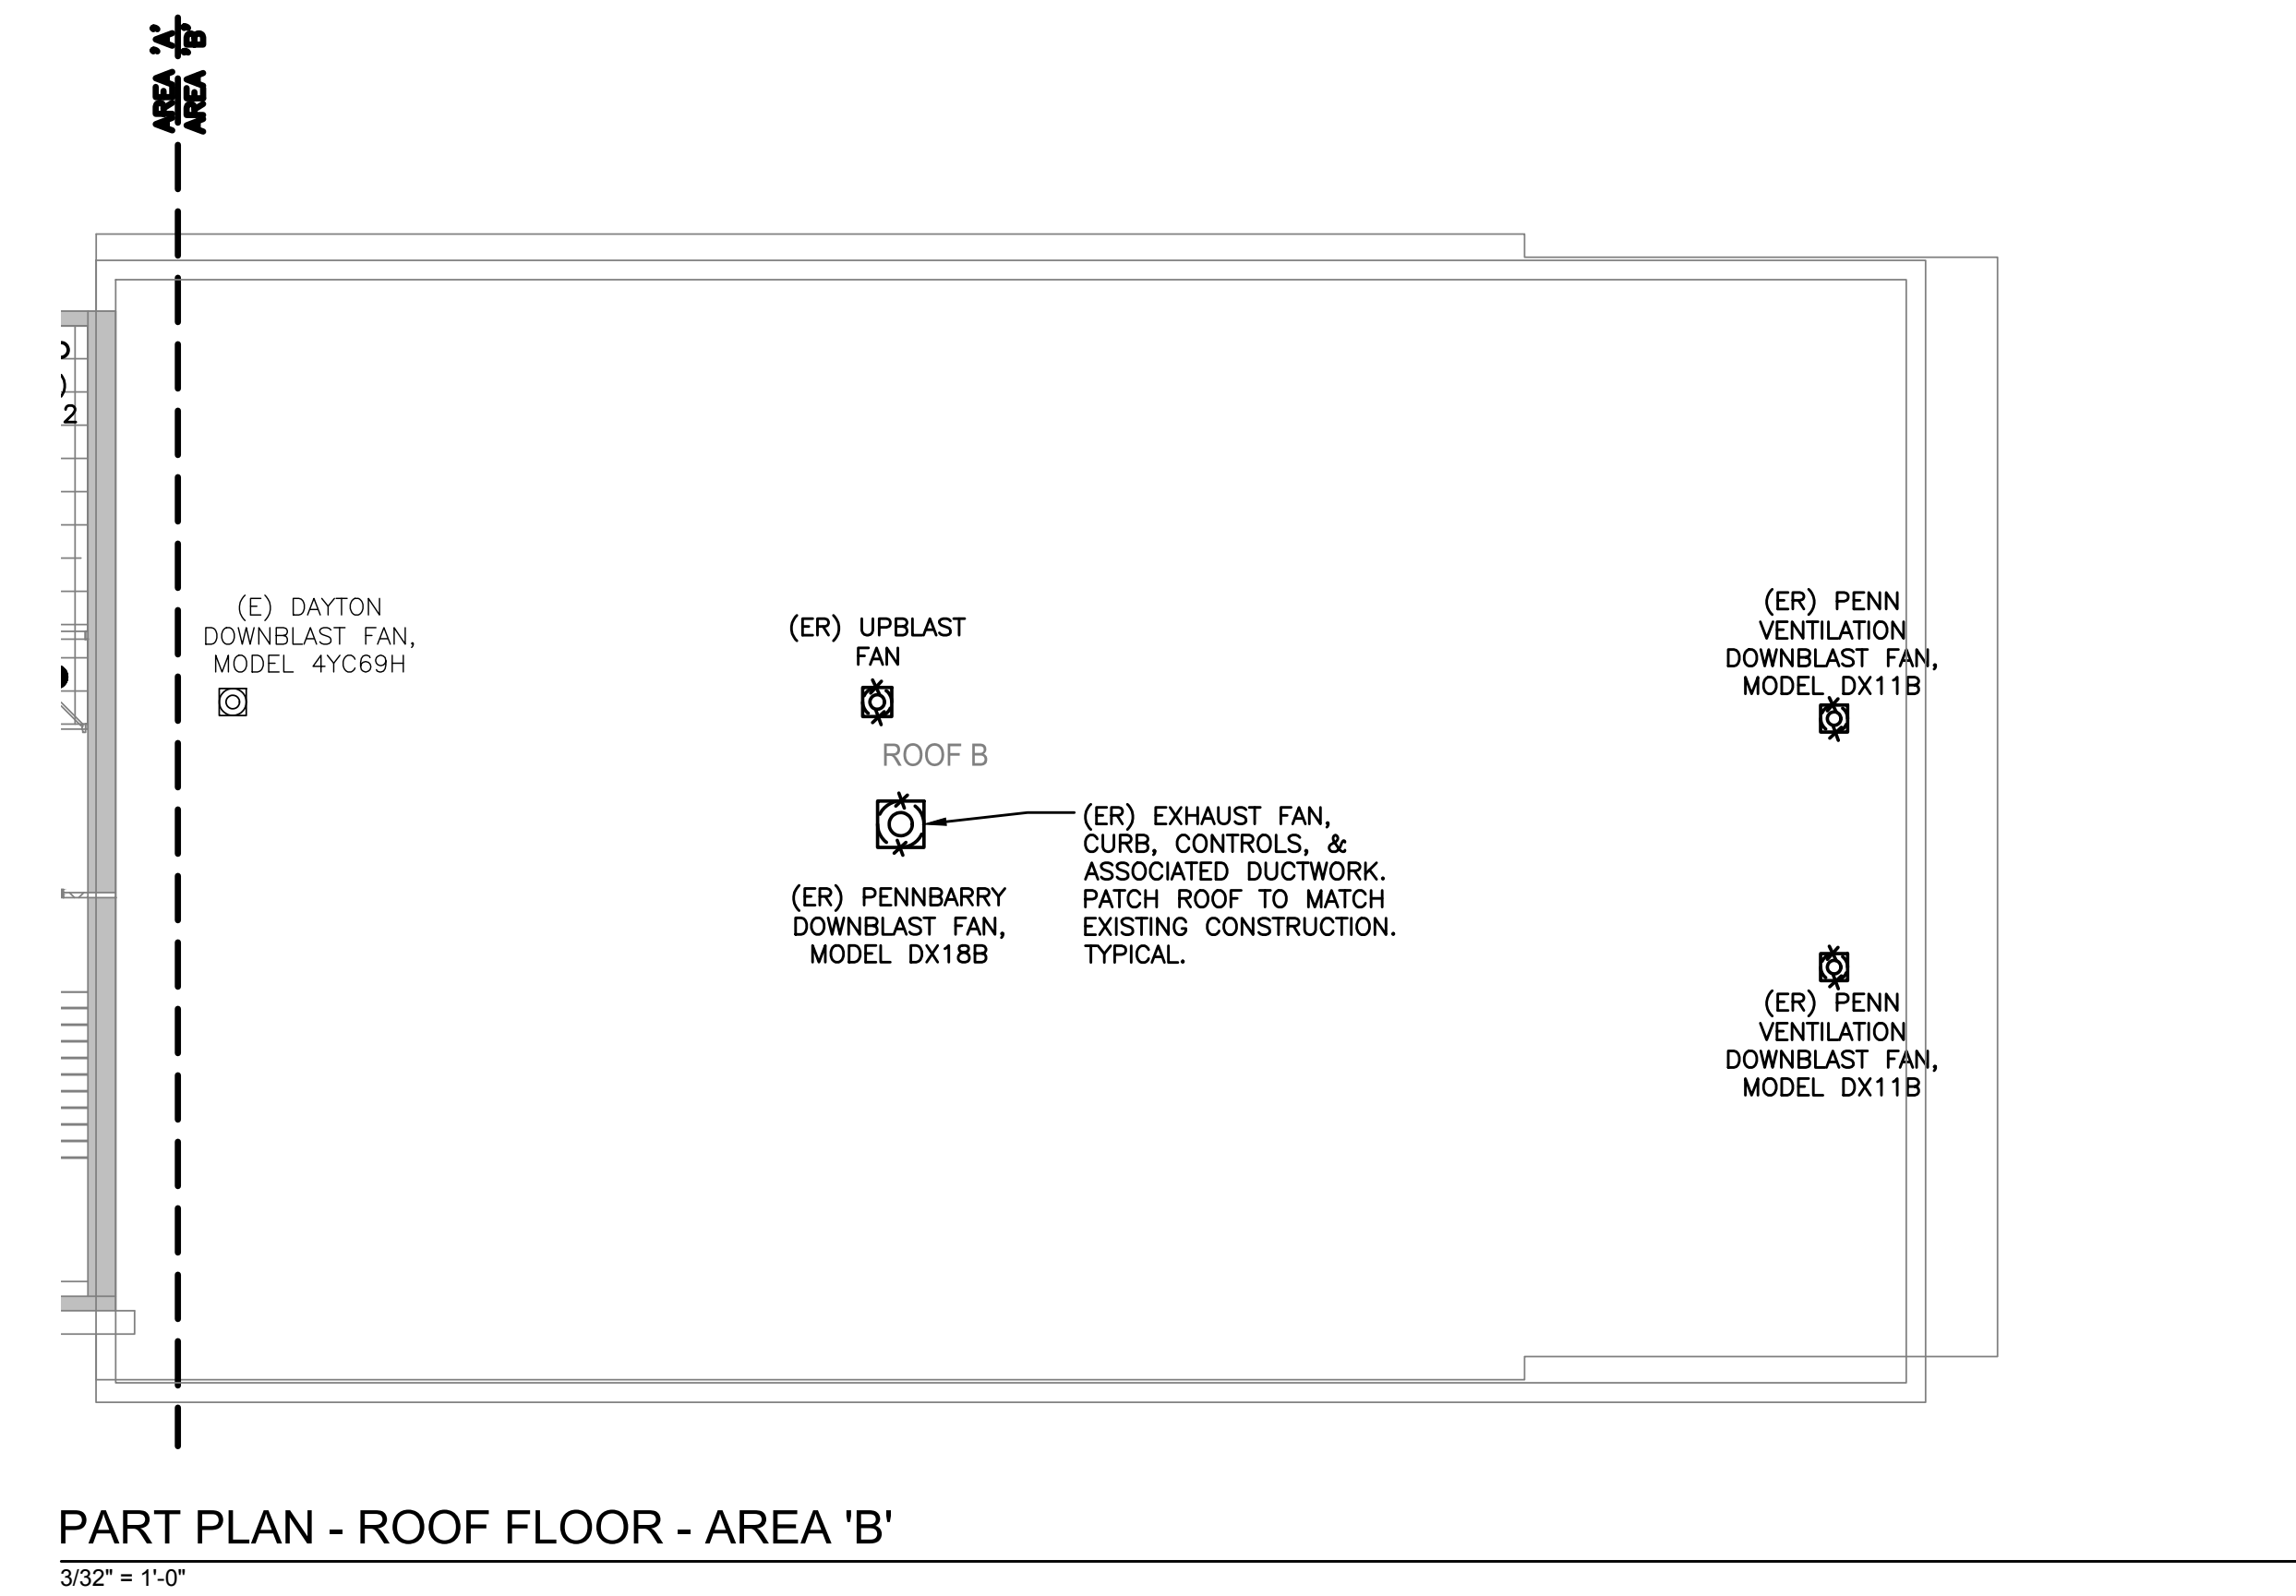 AREA 'A'
AREA 'B'
2
(E) DAYTON
DOWNBLAST FAN,
MODEL 4YC69H
(ER) UPBLAST
FAN
(ER) PENN
VENTILATION
DOWNBLAST FAN,
MODEL DX11B
ROOF B
(ER) EXHAUST FAN,
CURB, CONTROLS, &
ASSOCIATED DUCTWORK.
PATCH ROOF TO MATCH
EXISTING CONSTRUCTION.
TYPICAL.
(ER) PENNBARRY
DOWNBLAST FAN,
MODEL DX18B
(ER) PENN
VENTILATION
DOWNBLAST FAN,
MODEL DX11B
PART PLAN - ROOF FLOOR - AREA 'B'
3/32" = 1'-0"